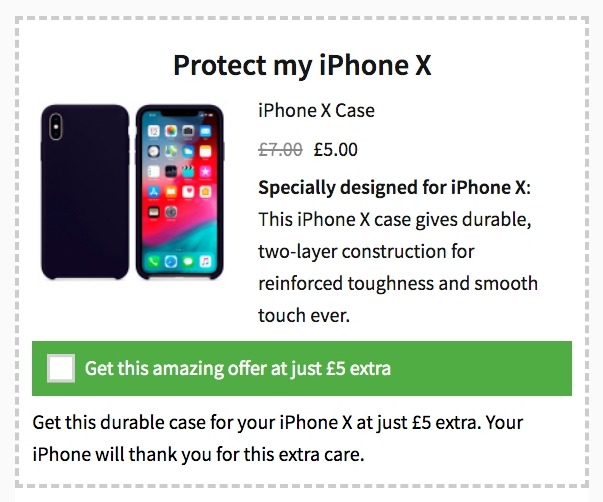 Protect my iPhone X
iPhone X Case
£7.00 £5.00
Specially designed for iPhone X:
This iPhone X case gives durable,
two-layer construction for
reinforced toughness and smooth
touch ever.
Get this amazing offer at just £5 extra
Get this durable case for your iPhone X at just £5 extra. Your
iPhone will thank you for this extra care.